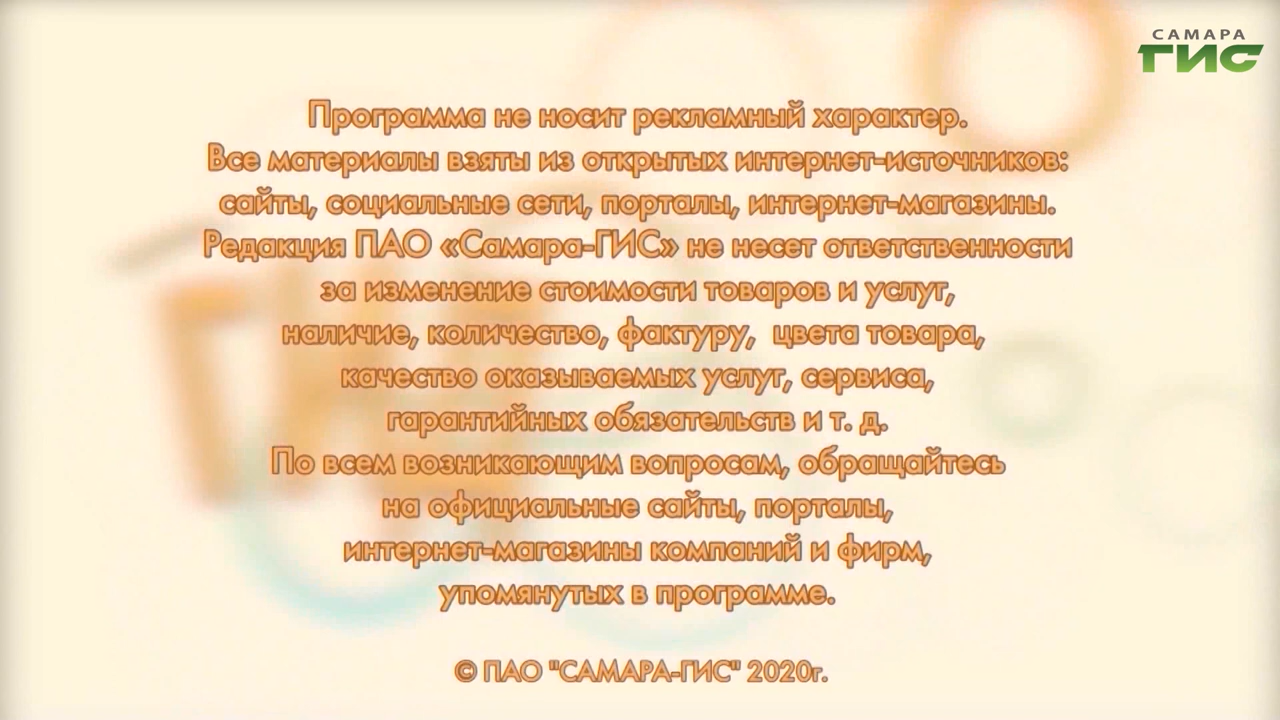 САМАРА
ГИС
Программа не носит рекламный характер.
Все материалы взяты из открытых интернет-источников:
сайты, социальные сети, порталы, интернет-магазины.
Редакция ПАО «Самара-ГИС» не несет ответственности
за изменение стоимости товаров и услуг,
наличие, количество, фактуру, цвета товара,
качество оказываемых услуг, сервиса,
гарантийных обязательств и т. д.
По всем возникающим вопросам, обращайтесь
на официальные сайты, порталы,
интернет-магазины компаний и фирм,
упомянутых в программе.
© ПАО "САМАРА-ГИС" 2020г.